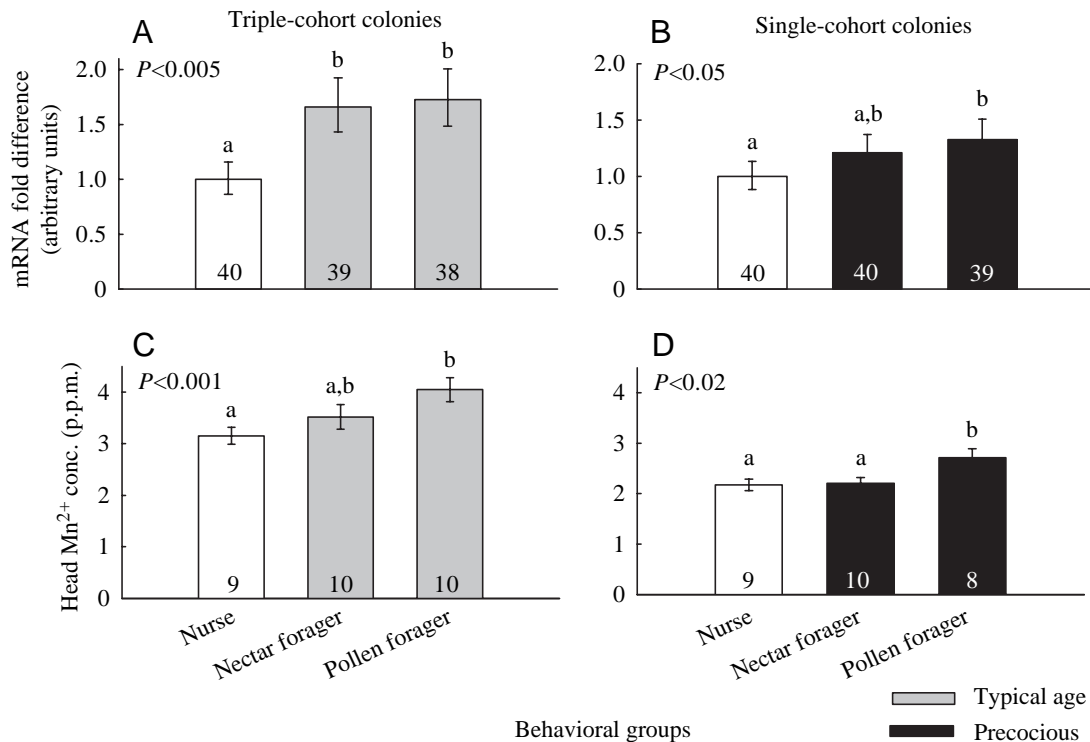 Triple-cohort colonies
Single-cohort colonies
A
B
mRNA fold difference
(arbitrary units)
2.0
1.5
1.0
0.5
0
P<0.005
a
b
b
40
39
38
2.0
1.5
1.0
0.5
0
P<0.05
a
a,b
b
40
40
39
C
D
Head Mn²⁺ conc. (p.p.m.)
4
3
2
1
0
P<0.001
a
a,b
b
9
10
10
4
3
2
1
0
P<0.02
a
a
b
9
10
8
Nurse
Nectar forager
Pollen forager
Nurse
Nectar forager
Pollen forager
Behavioral groups
Typical age
Precocious